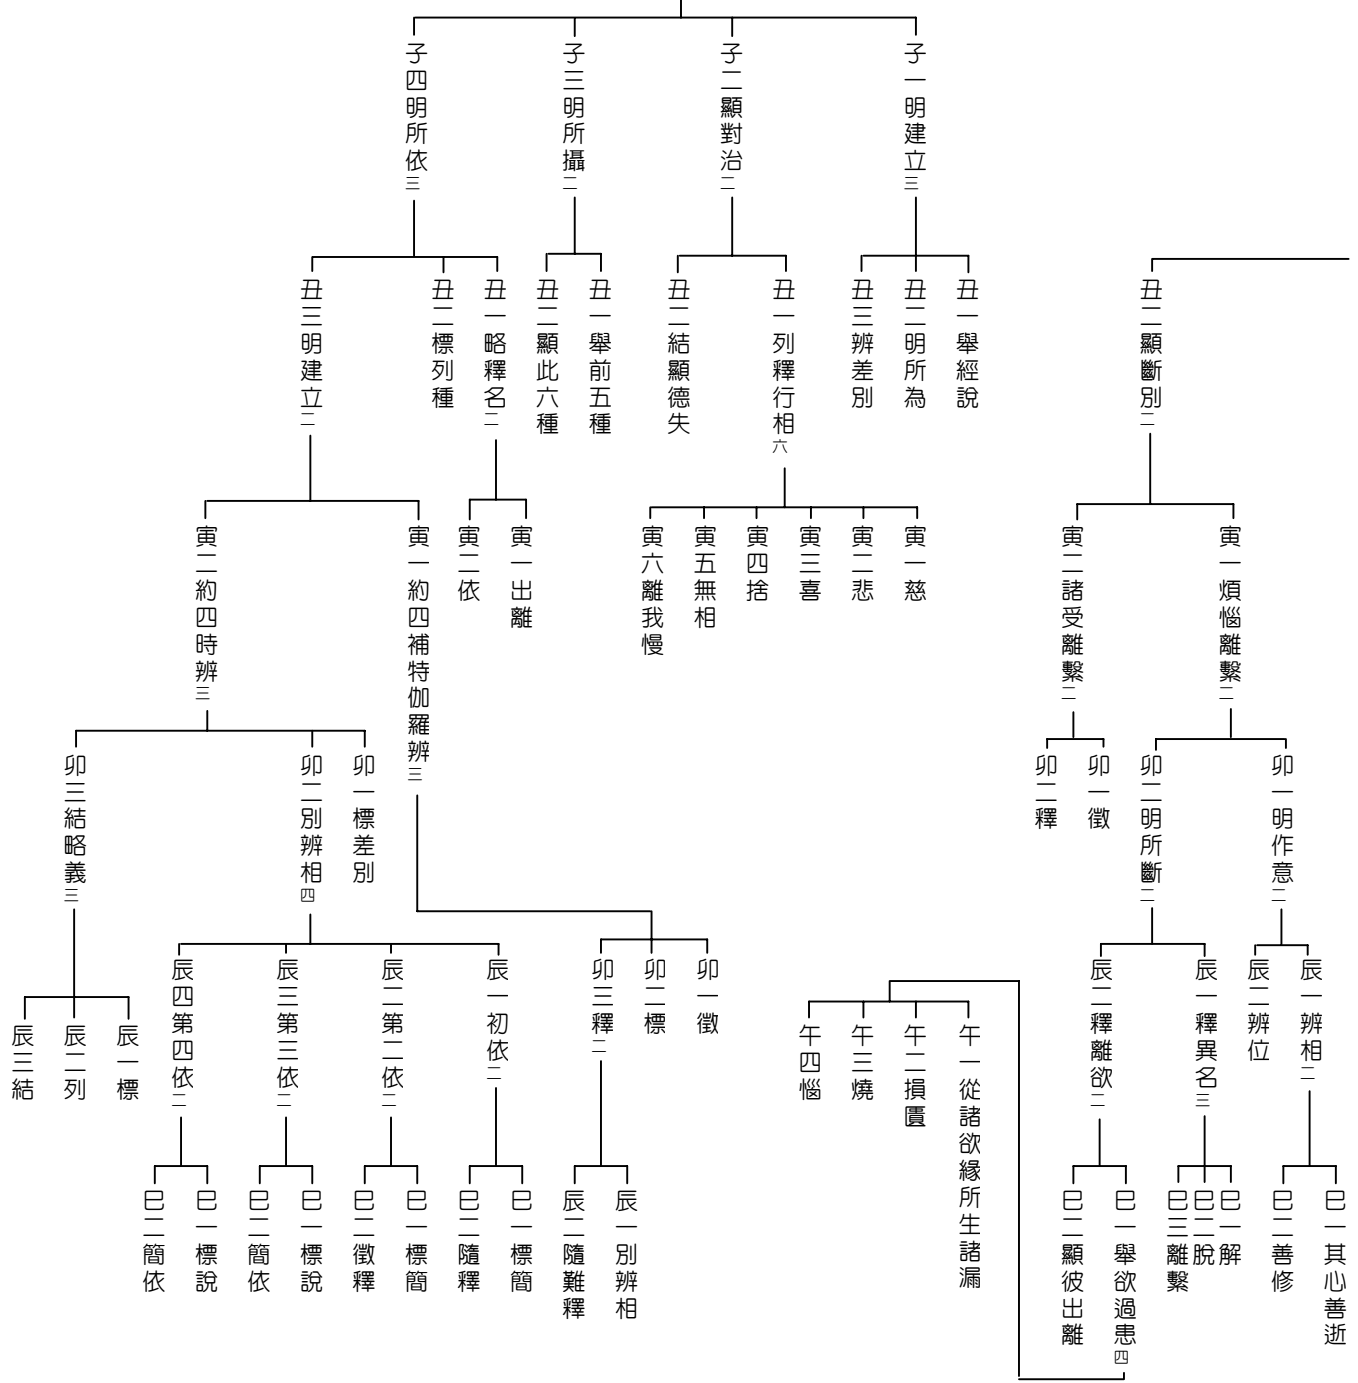 子一明建立三
子二顯對治二
子三明所攝二
子四明所依三
丑二顯斷別二
丑一舉經說
丑二明所為
丑三辨差別
丑一列釋行相六
丑二結顯德失
丑一舉前五種
丑二顯此六種
丑一略釋名二
丑二標列種
丑三明建立二
寅一煩惱離繫二
寅二諸受離繫二
寅一慈
寅二悲
寅三喜
寅四捨
寅五無相
寅六離我慢
寅一出離
寅二依
寅一約四補特伽羅辨三
寅二約四時辨三
卯一明作意二
卯二明所斷二
卯一徵
卯二釋
卯一標差別
卯二別辨相四
卯三結略義三
卯一徵
卯二標
卯三釋二
辰一辨相二
辰二辨位
辰一釋異名三
辰二釋離欲二
午一從諸欲緣所生諸漏
午二損匱
午三燒
午四惱
辰一初依二
辰二第二依二
辰三第三依二
辰四第四依二
辰一標
辰二列
辰三結
巳一其心善逝
巳二善修
巳一解
巳二脫
巳三離繫
巳一舉欲過患四
巳二顯彼出離
辰一別辨相
辰二隨難釋
巳一標簡
巳二隨釋
巳一標簡
巳二徵釋
巳一標說
巳二簡依
巳一標說
巳二簡依